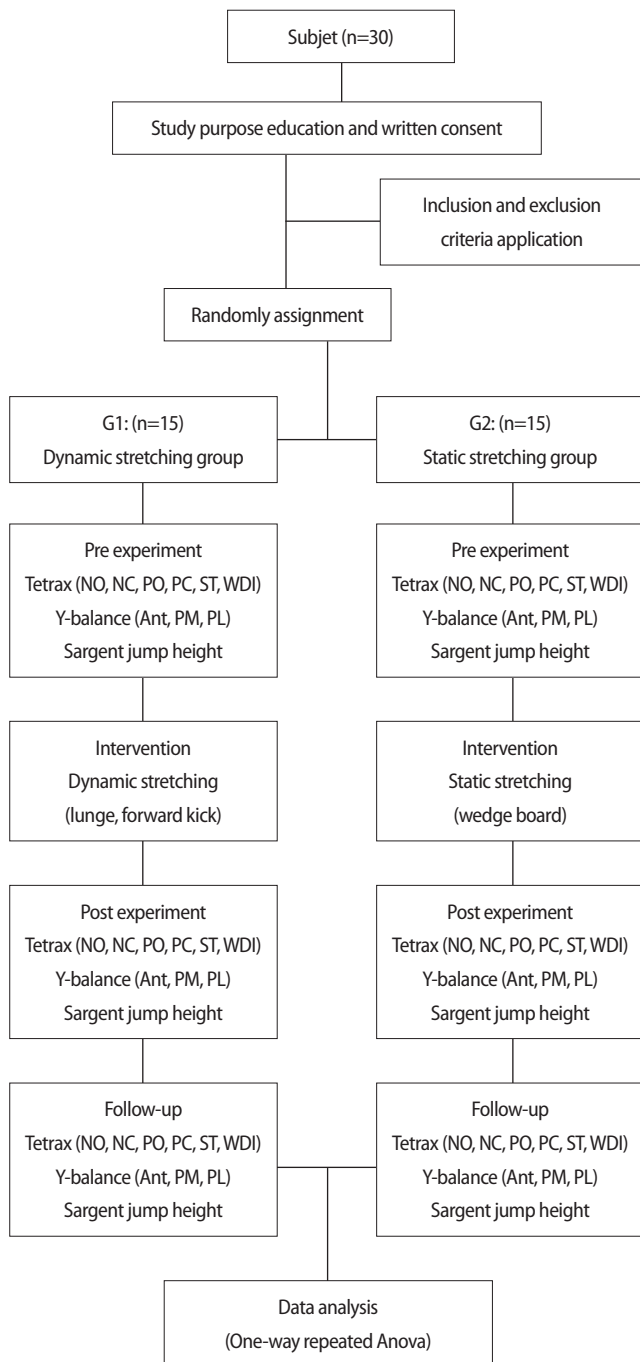 Subjet (n=30)
Study purpose education and written consent
Inclusion and exclusion
criteria application
Randomly assignment
G1: (n=15)
Dynamic stretching group
G2: (n=15)
Static stretching group
Pre experiment
Tetrax (NO, NC, PO, PC, ST, WDI)
Y-balance (Ant, PM, PL)
Sargent jump height
Pre experiment
Tetrax (NO, NC, PO, PC, ST, WDI)
Y-balance (Ant, PM, PL)
Sargent jump height
Intervention
Dynamic stretching
(lunge, forward kick)
Intervention
Static stretching
(wedge board)
Post experiment
Tetrax (NO, NC, PO, PC, ST, WDI)
Y-balance (Ant, PM, PL)
Sargent jump height
Post experiment
Tetrax (NO, NC, PO, PC, ST, WDI)
Y-balance (Ant, PM, PL)
Sargent jump height
Follow-up
Tetrax (NO, NC, PO, PC, ST, WDI)
Y-balance (Ant, PM, PL)
Sargent jump height
Follow-up
Tetrax (NO, NC, PO, PC, ST, WDI)
Y-balance (Ant, PM, PL)
Sargent jump height
Data analysis
(One-way repeated Anova)